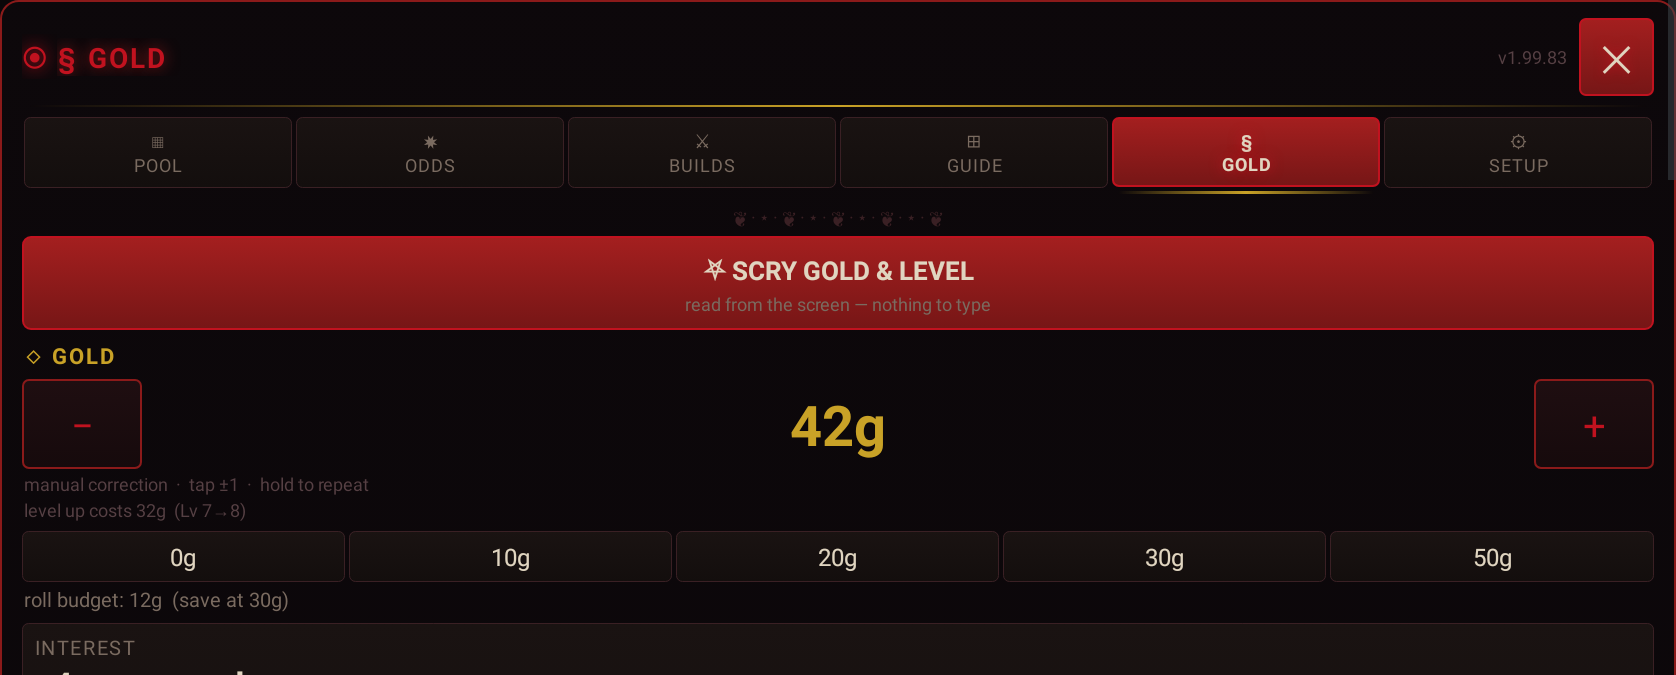 § GOLD
v1.99.83
POOL
ODDS
BUILDS
GUIDE
§
GOLD
SETUP
SCRY GOLD & LEVEL
read from the screen — nothing to type
◇ GOLD
−
42g
+
manual correction · tap ±1 · hold to repeat
level up costs 32g (Lv 7→8)
0g
10g
20g
30g
50g
roll budget: 12g (save at 30g)
INTEREST